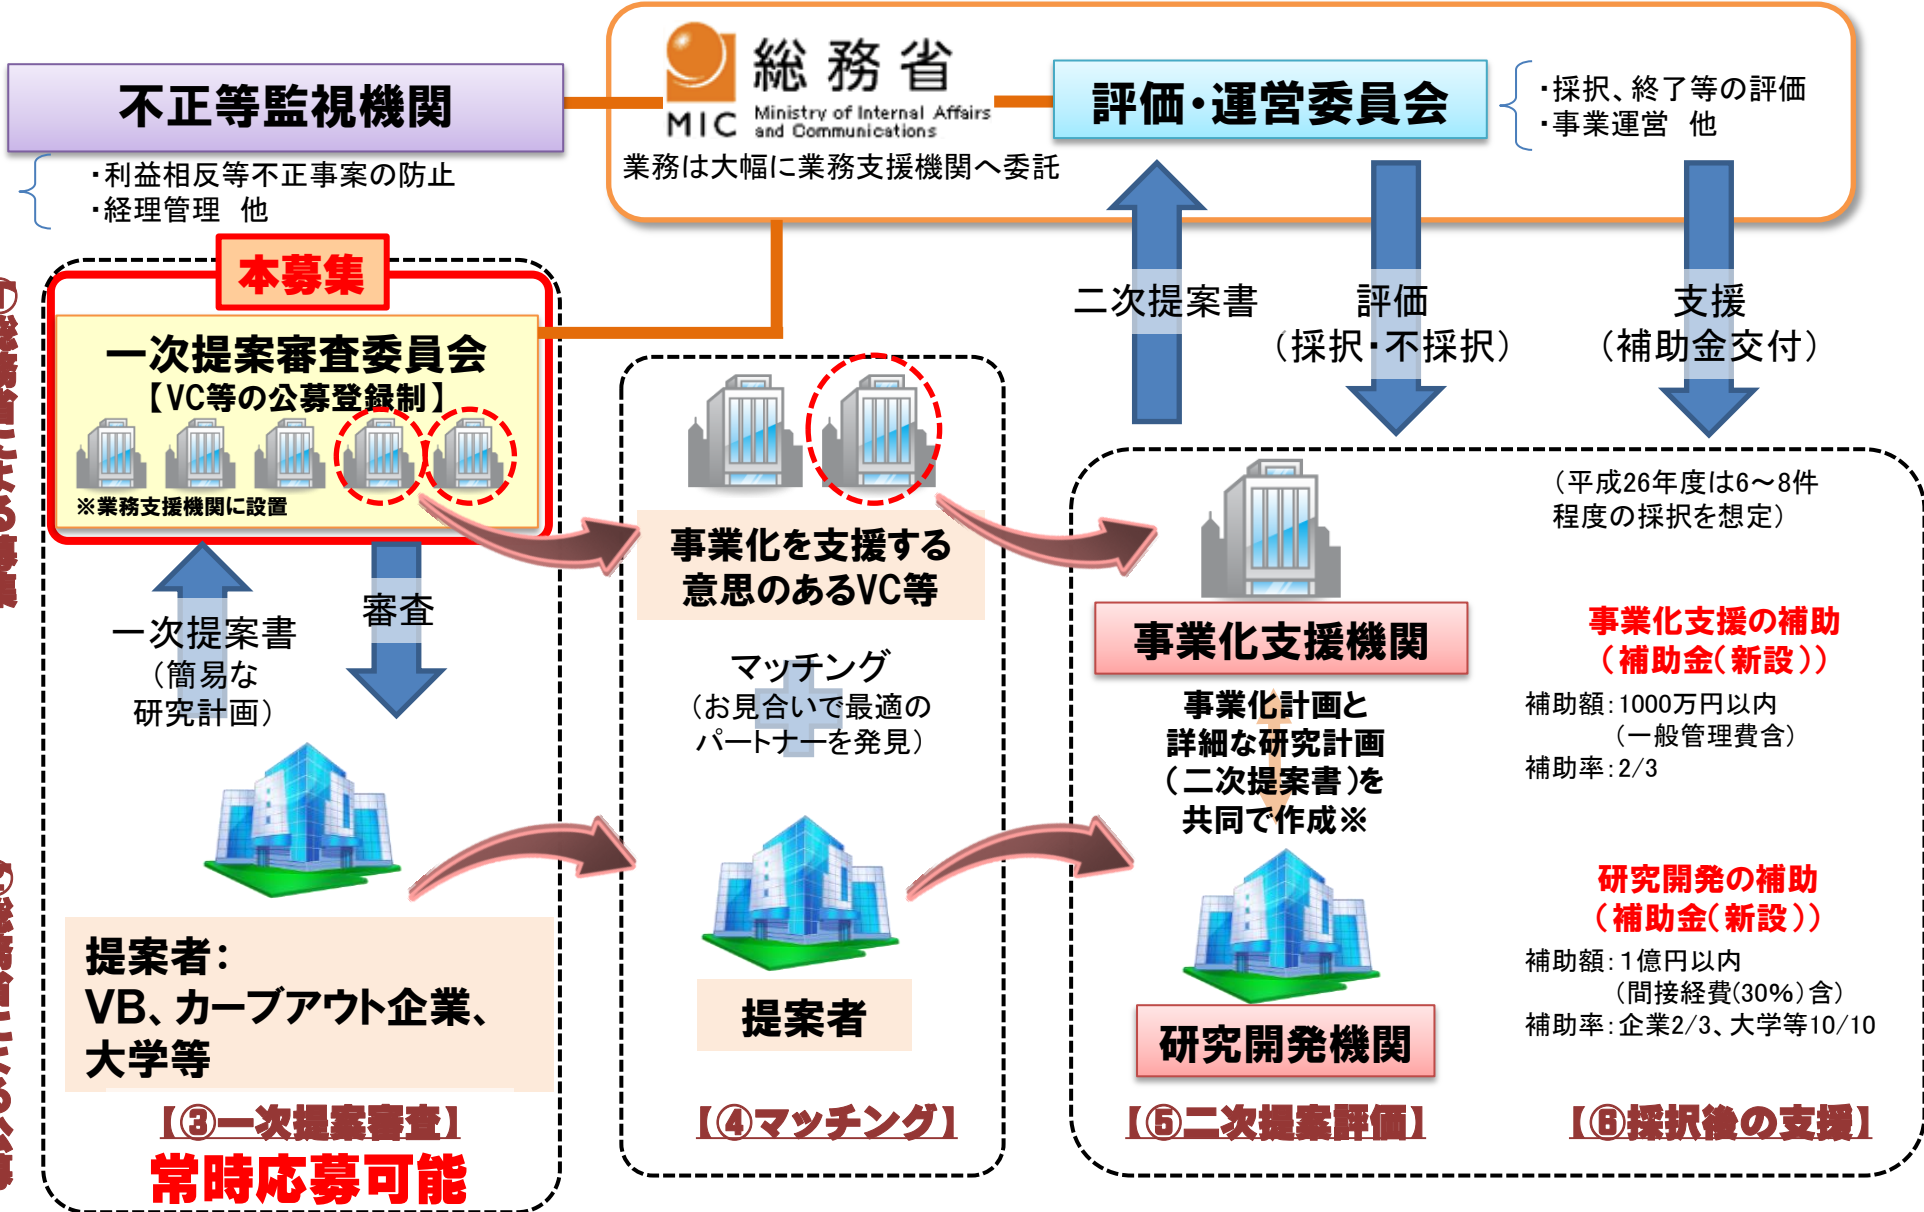 総務省
MIC
Ministry of Internal Affairs
and Communications
業務は大幅に業務支援機関へ委託
不正等監視機関
・利益相反等不正事案の防止
・経理管理 他
評価・運営委員会
・採択、終了等の評価
・事業運営 他
①総務省による募集
②総務省による公募
本募集
一次提案審査委員会
【VC等の公募登録制】
※業務支援機関に設置
一次提案書
(簡易な
研究計画)
審査
提案者:
VB、カーブアウト企業、
大学等
【③一次提案審査】
常時応募可能
事業化を支援する
意思のあるVC等
マッチング
(お見合いで最適の
パートナーを発見)
提案者
【④マッチング】
二次提案書
評価
(採択・不採択)
支援
(補助金交付)
事業化支援機関
事業化計画と
詳細な研究計画
(二次提案書)を
共同で作成※
研究開発機関
【⑤二次提案評価】
(平成26年度は6~8件
程度の採択を想定)
事業化支援の補助
(補助金(新設))
補助額:1000万円以内
(一般管理費含)
補助率:2/3
研究開発の補助
(補助金(新設))
補助額:1億円以内
(間接経費(30%)含)
補助率:企業2/3、大学等10/10
【⑥採択後の支援】